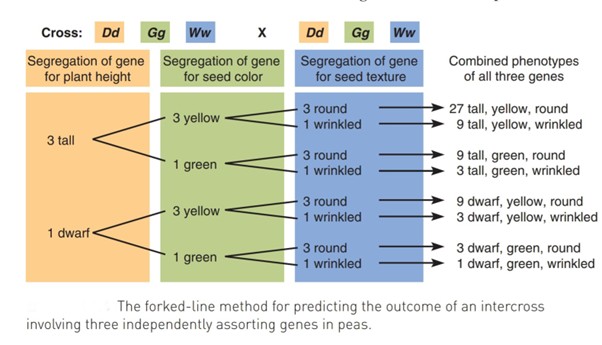 Cross: Dd Gg Ww X Dd Gg Ww
Segregation of gene for plant height
Segregation of gene for seed color
Segregation of gene for seed texture
Combined phenotypes of all three genes
3 tall
3 yellow
3 round 27 tall, yellow, round
1 wrinkled 9 tall, yellow, wrinkled
1 green
3 round 9 tall, green, round
1 wrinkled 3 tall, green, wrinkled
1 dwarf
3 yellow
3 round 9 dwarf, yellow, round
1 wrinkled 3 dwarf, yellow, wrinkled
1 green
3 round 3 dwarf, green, round
1 wrinkled 1 dwarf, green, wrinkled
The forked-line method for predicting the outcome of an intercross
involving three independently assorting genes in peas.